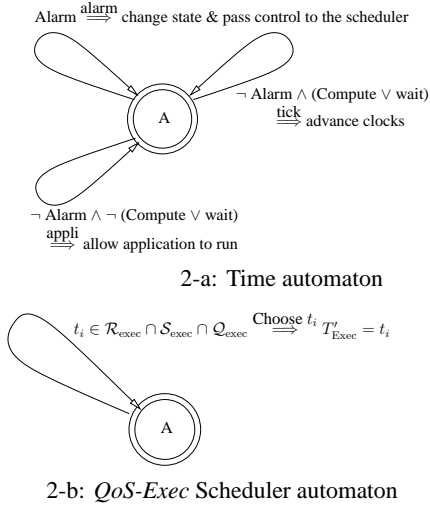 Alarm alarm ⟹ change state & pass control to the scheduler
A
¬ Alarm ∧ (Compute ∨ wait)
tick ⟹ advance clocks
¬ Alarm ∧ ¬ (Compute ∨ wait)
appli ⟹ allow application to run
2-a: Time automaton
t_i ∈ R_exec ∩ S_exec ∩ Q_exec Choose t_i ⟹ T'_Exec = t_i
A
2-b: QoS-Exec Scheduler automaton